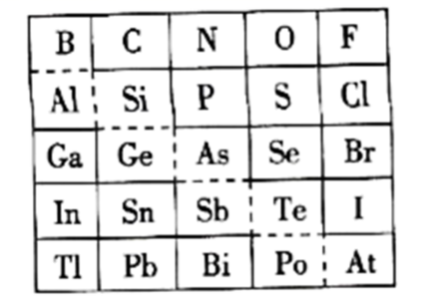 B C N O F
Al Si P S Cl
Ga Ge As Se Br
In Sn Sb Te I
Tl Pb Bi Po At